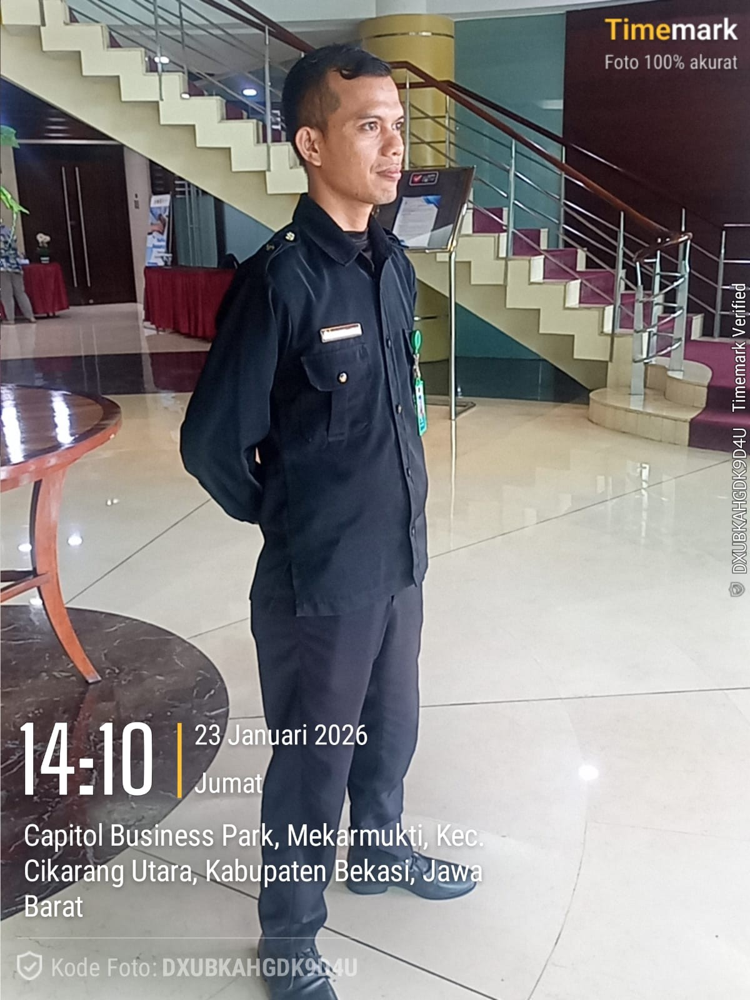 Timemark
Foto 100% akurat
DXUBKAHGDK9D4U Timemark Verified
14:10
23 Januari 2026
Jumat
Capitol Business Park, Mekarmukti, Kec.
Cikarang Utara, Kabupaten Bekasi, Jawa
Barat
Kode Foto: DXUBKAHGDK9D4U